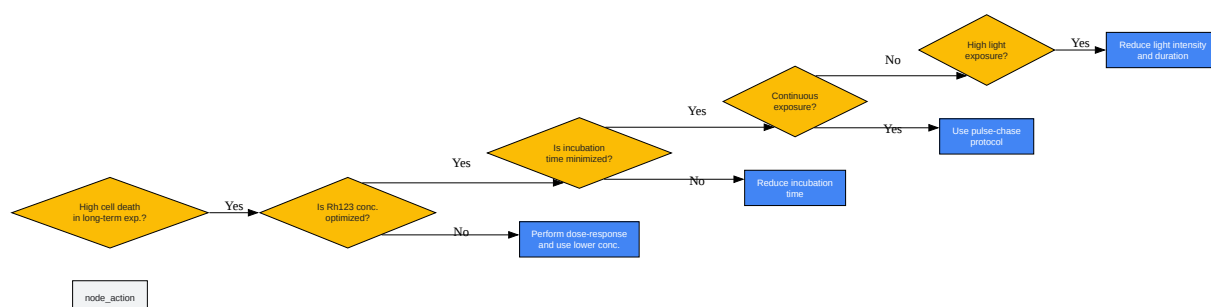 High cell death
in long-term exp.?
Yes
Is Rh123 conc.
optimized?
No
Perform dose-response
and use lower conc.
Yes
Is incubation
time minimized?
No
Reduce incubation
time
Yes
Continuous
exposure?
Yes
Use pulse-chase
protocol
No
High light
exposure?
Yes
Reduce light intensity
and duration
node_action